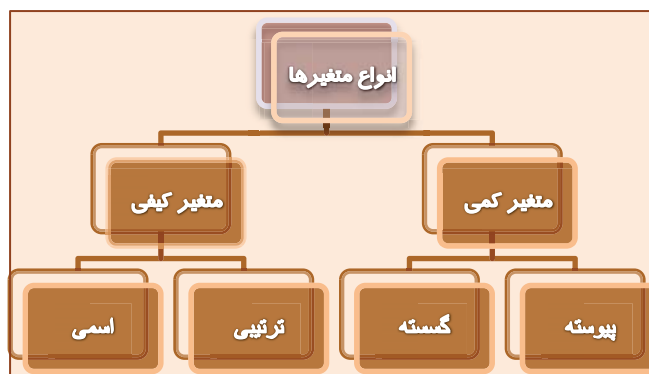 انواع متغیرها
متغیر کمی
متغیر کیفی
پیوسته
گسسته
ترتیبی
اسمی